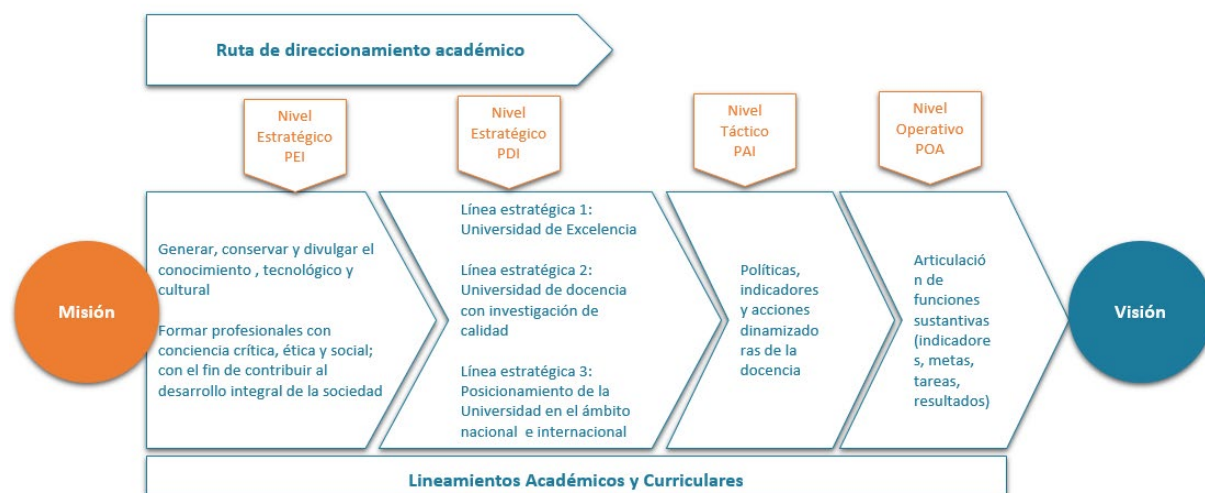 Ruta de direccionamiento académico
Nivel
Estratégico
PEI
Nivel
Estratégico
PDI
Nivel
Táctico
PAI
Nivel
Operativo
POA
Misión
Generar, conservar y divulgar el
conocimiento , tecnológico y
cultural
Formar profesionales con
conciencia crítica, ética y social;
con el fin de contribuir al
desarrollo integral de la sociedad
Línea estratégica 1:
Universidad de Excelencia
Línea estratégica 2:
Universidad de docencia
con investigación de
calidad
Línea estratégica 3:
Posicionamiento de la
Universidad en el ámbito
nacional e internacional
Políticas,
indicadores
y acciones
dinamizado
ras de la
docencia
Articulació
n de
funciones
sustantivas
(indicadore
s, metas,
tareas,
resultados)
Visión
Lineamientos Académicos y Curriculares